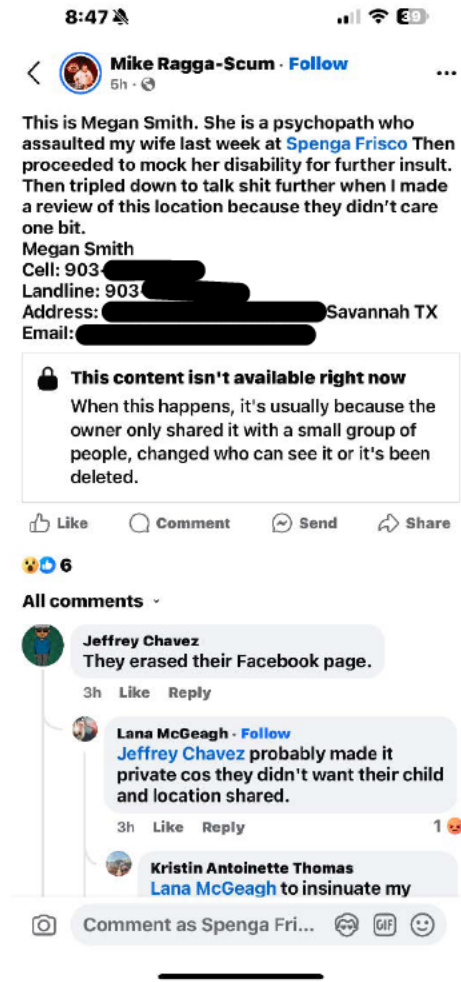 8:47
39
Mike Ragga-Scum · Follow
5h ·
This is Megan Smith. She is a psychopath who
assaulted my wife last week at Spenga Frisco Then
proceeded to mock her disability for further insult.
Then tripled down to talk shit further when I made
a review of this location because they didn't care
one bit.
Megan Smith
Cell: 903-
Landline: 903-
Address: Savannah TX
Email:
This content isn't available right now
When this happens, it's usually because the
owner only shared it with a small group of
people, changed who can see it or it's been
deleted.
Like Comment Send Share
6
All comments
Jeffrey Chavez
They erased their Facebook page.
3h Like Reply
Lana McGeagh · Follow
Jeffrey Chavez probably made it
private cos they didn't want their child
and location shared.
3h Like Reply 1
Kristin Antoinette Thomas
Lana McGeagh to insinuate my
Comment as Spenga Fri... GIF